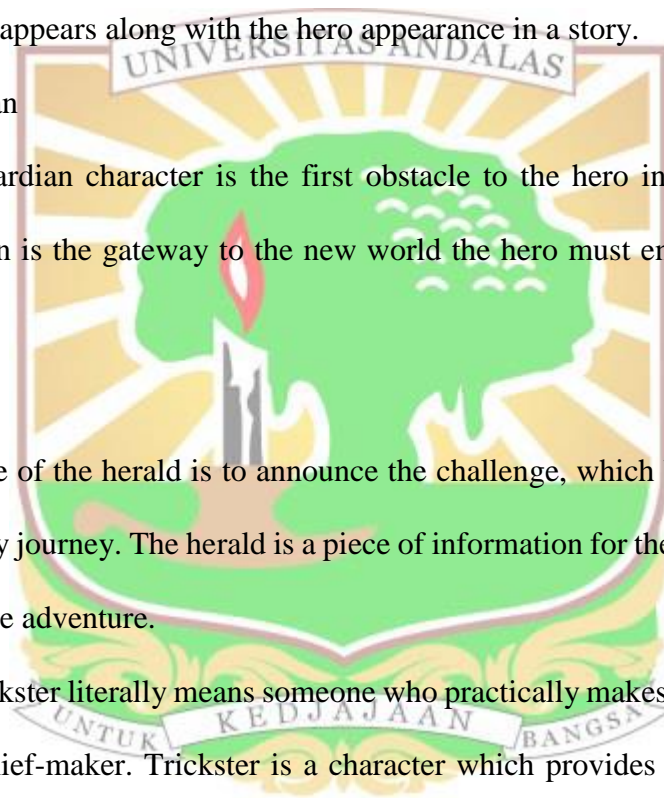 appears along with the hero appearance in a story.
UNIVERSITAS ANDALAS
an
ardian character is the first obstacle to the hero in
n is the gateway to the new world the hero must en
e of the herald is to announce the challenge, which
y journey. The herald is a piece of information for the
e adventure.
kster literally means someone who practically makes
UNTUK KEDJAJAAN BANGSA
ief-maker. Trickster is a character which provides